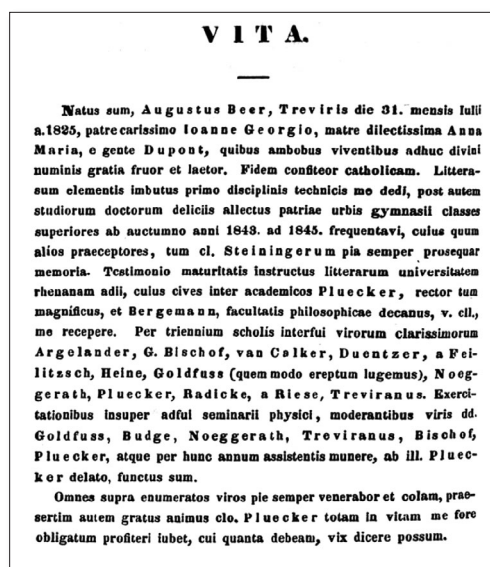 VITA.
Natus sum, Augustus Beer, Treviris die 31. mensis Iulii
a.1825, patre carissimo Ioanne Georgio, matre dilectissima Anna
Maria, e gente Dupont, quibus ambobus viventibus adhuc divini
numinis gratia fruor et laetor. Fidem confiteor catholicam. Littera-
sum elementis imbutus primo disciplinis technicis me dedi, post autem
studiorum doctorum deliciis allectus patriae urbis gymnasii classes
superiores ab auctumno anni 1843. ad 1845. frequentavi, cuius quum
alios praeceptores, tum cl. Steiningerum pia semper prosequar
memoria. Testimonio maturitatis instructus litterarum universitatem
rhenanam adii, cuius cives inter academicos Pluecker, rector tum
magnificus, et Bergemann, facultatis philosophicae decanus, v. cll.,
me recepere. Per triennium scholis interfui virorum clarissimorum
Argelander, G. Bischof, van Calker, Duentzer, a Fei-
litzsch, Heine, Goldfuss (quem modo ereptum lugemus), Noeg-
gerath, Pluecker, Radicke, a Riese, Treviranus. Exerci-
tationibus insuper adfui seminarii physici, moderantibus viris dd.
Goldfuss, Budge, Noeggerath, Treviranus, Bischof,
Pluecker, atque per hunc annum assistentis munere, ab ill. Pluec-
ker delato, functus sum.
Omnes supra enumeratos viros pie semper venerabor et colam, prae-
sertim autem gratus animus clo. Pluecker totam in vitam me fore
obligatum profiteri iubet, cui quanta debeam, vix dicere possum.